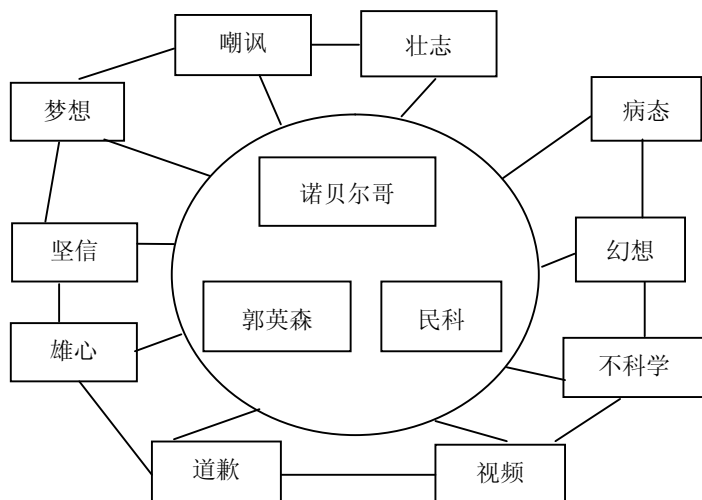 嘲讽
壮志
梦想
病态
诺贝尔哥
坚信
幻想
郭英森
民科
雄心
不科学
道歉
视频